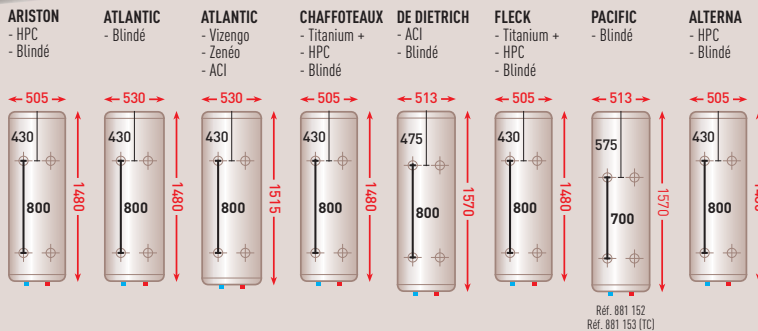 ARISTON
- HPC
- Blindé
505
430
800
1480
ATLANTIC
- Blindé
530
430
800
1480
ATLANTIC
- Vizengo
- Zenéo
- ACI
530
430
800
1515
CHAFFOTEAUX
- Titanium +
- HPC
- Blindé
505
430
800
1480
DE DIETRICH
- ACI
- Blindé
513
475
800
1570
FLECK
- Titanium +
- HPC
- Blindé
505
430
800
1480
PACIFIC
- Blindé
513
575
700
1570
Réf. 881 152
Réf. 881 153 (TC)
ALTERNA
- HPC
- Blindé
505
430
800